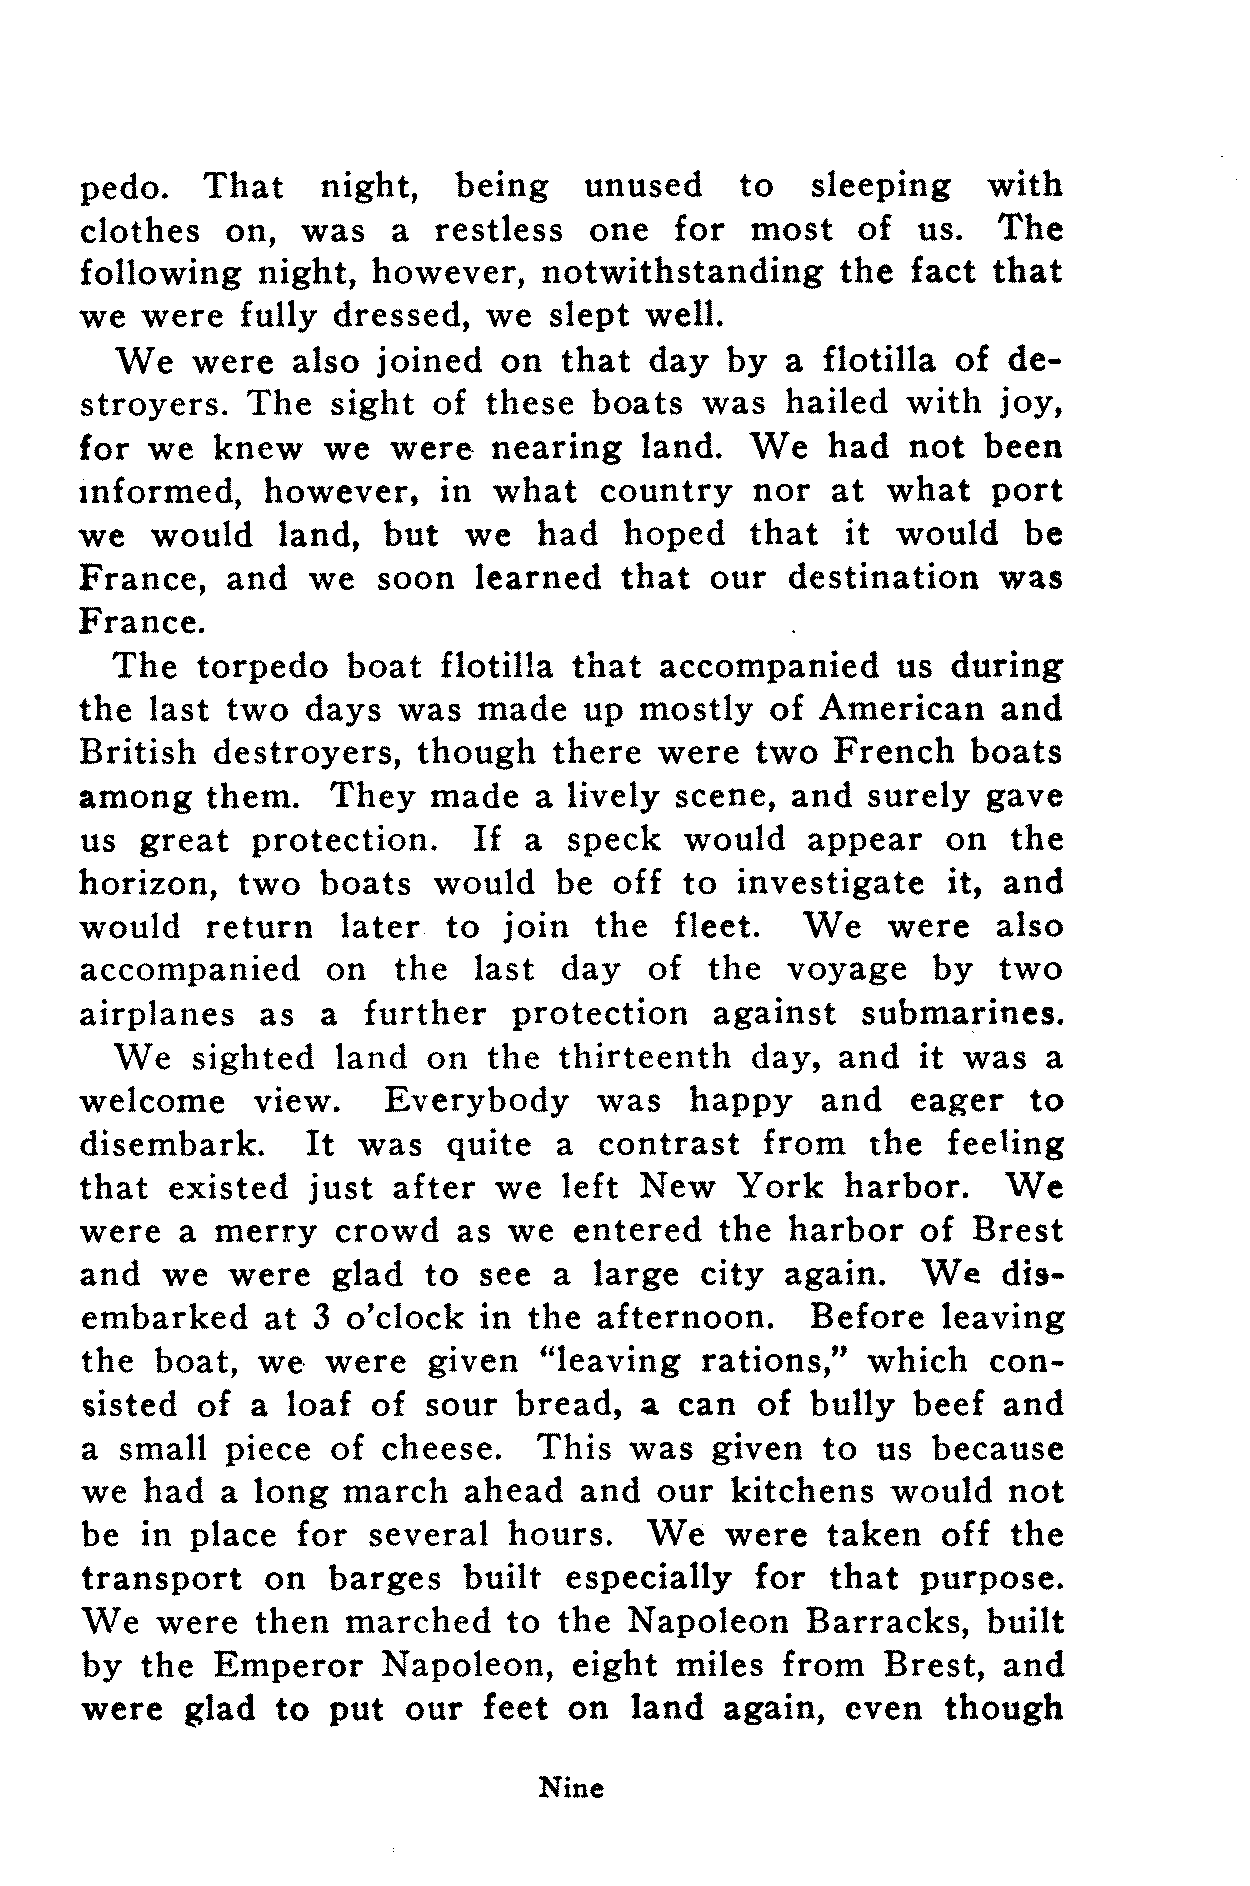 pedo. That night, being unused to sleeping with
clothes on, was a restless one for most of us. The
following night, however, notwithstanding the fact that
we were fully dressed, we slept well.
We were also joined on that day by a flotilla of de-
stroyers. The sight of these boats was hailed with joy,
for we knew we were nearing land. We had not been
informed, however, in what country nor at what port
we would land, but we had hoped that it would be
France, and we soon learned that our destination was
France.
The torpedo boat flotilla that accompanied us during
the last two days was made up mostly of American and
British destroyers, though there were two French boats
among them. They made a lively scene, and surely gave
us great protection. If a speck would appear on the
horizon, two boats would be off to investigate it, and
would return later to join the fleet. We were also
accompanied on the last day of the voyage by two
airplanes as a further protection against submarines.
We sighted land on the thirteenth day, and it was a
welcome view. Everybody was happy and eager to
disembark. It was quite a contrast from the feeling
that existed just after we left New York harbor. We
were a merry crowd as we entered the harbor of Brest
and we were glad to see a large city again. We dis-
embarked at 3 o'clock in the afternoon. Before leaving
the boat, we were given "leaving rations," which con-
sisted of a loaf of sour bread, a can of bully beef and
a small piece of cheese. This was given to us because
we had a long march ahead and our kitchens would not
be in place for several hours. We were taken off the
transport on barges built especially for that purpose.
We were then marched to the Napoleon Barracks, built
by the Emperor Napoleon, eight miles from Brest, and
were glad to put our feet on land again, even though
Nine